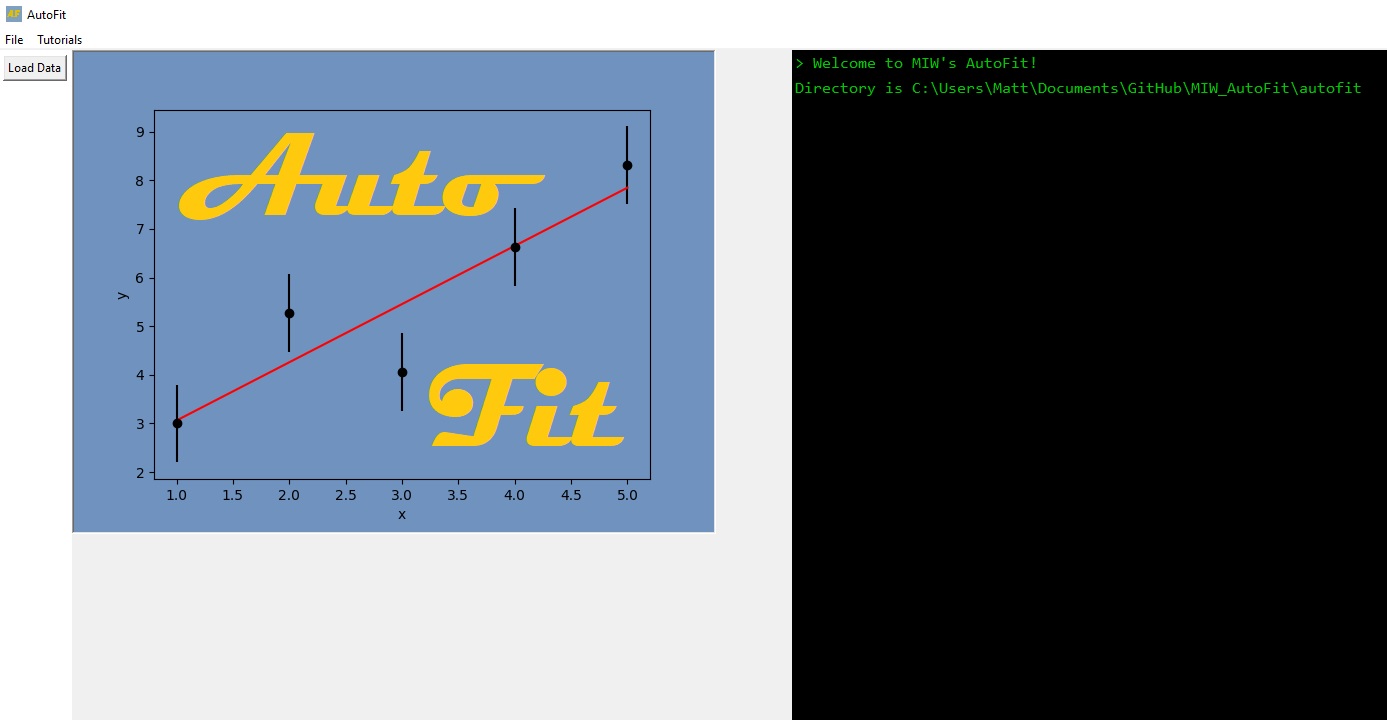 AutoFit
File Tutorials
Load Data
Auto
Fit
9
8
7
6
5
4
3
2
y
1.0 1.5 2.0 2.5 3.0 3.5 4.0 4.5 5.0
x
> Welcome to MIW's AutoFit!
Directory is C:\Users\Matt\Documents\GitHub\MIW_AutoFit\autofit